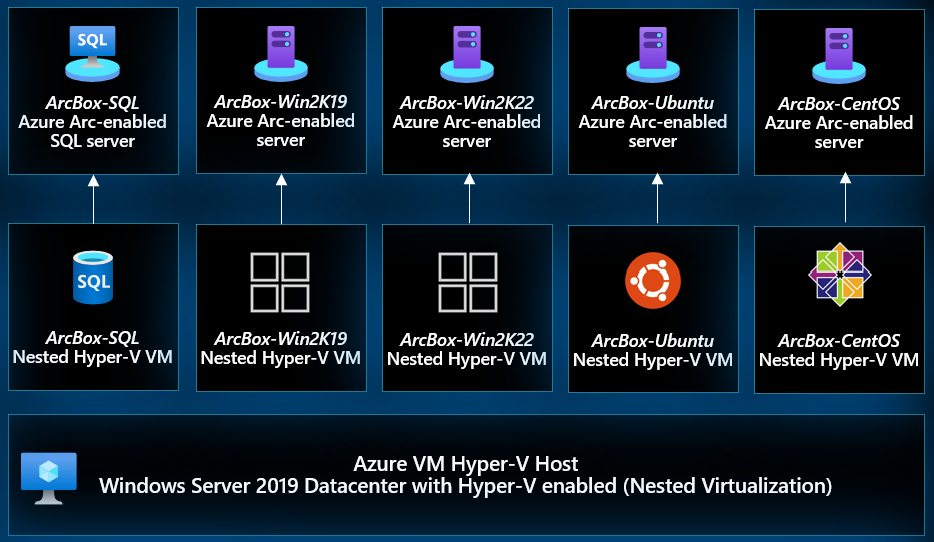 SQL
ArcBox-SQL
Azure Arc-enabled
SQL server
ArcBox-Win2K19
Azure Arc-enabled
server
ArcBox-Win2K22
Azure Arc-enabled
server
ArcBox-Ubuntu
Azure Arc-enabled
server
ArcBox-CentOS
Azure Arc-enabled
server
SQL
ArcBox-SQL
Nested Hyper-V VM
ArcBox-Win2K19
Nested Hyper-V VM
ArcBox-Win2K22
Nested Hyper-V VM
ArcBox-Ubuntu
Nested Hyper-V VM
ArcBox-CentOS
Nested Hyper-V VM
Azure VM Hyper-V Host
Windows Server 2019 Datacenter with Hyper-V enabled (Nested Virtualization)